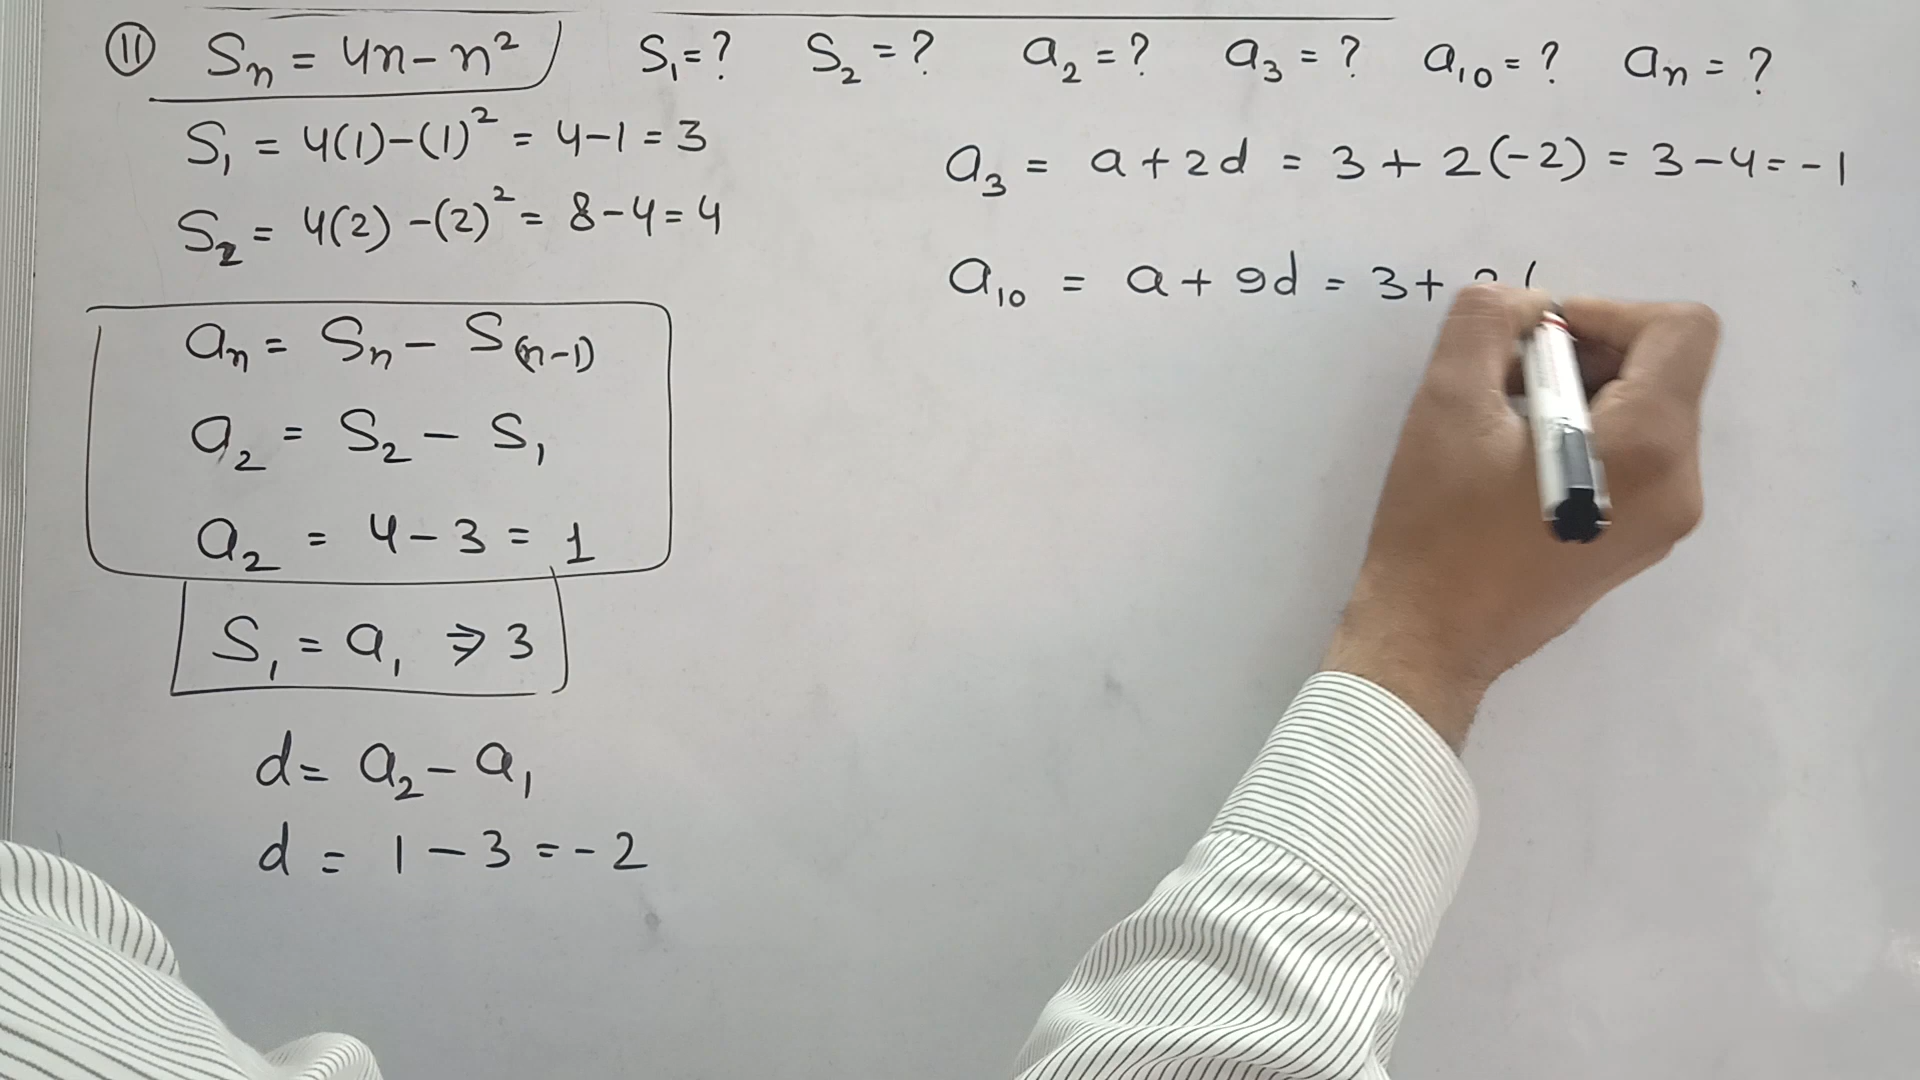 ⑪ Sₙ = 4n - n² S₁ = ? S₂ = ? a₂ = ? a₃ = ? a₁₀ = ? aₙ = ?
S₁ = 4(1)-(1)² = 4-1 = 3
S₂ = 4(2)-(2)² = 8-4 = 4
aₙ = Sₙ - S₍ₙ₋₁₎
a₂ = S₂ - S₁
a₂ = 4-3 = 1
S₁ = a₁ ⇒ 3
d = a₂ - a₁
d = 1-3 = -2
a₃ = a+2d = 3+2(-2) = 3-4 = -1
a₁₀ = a+9d = 3+